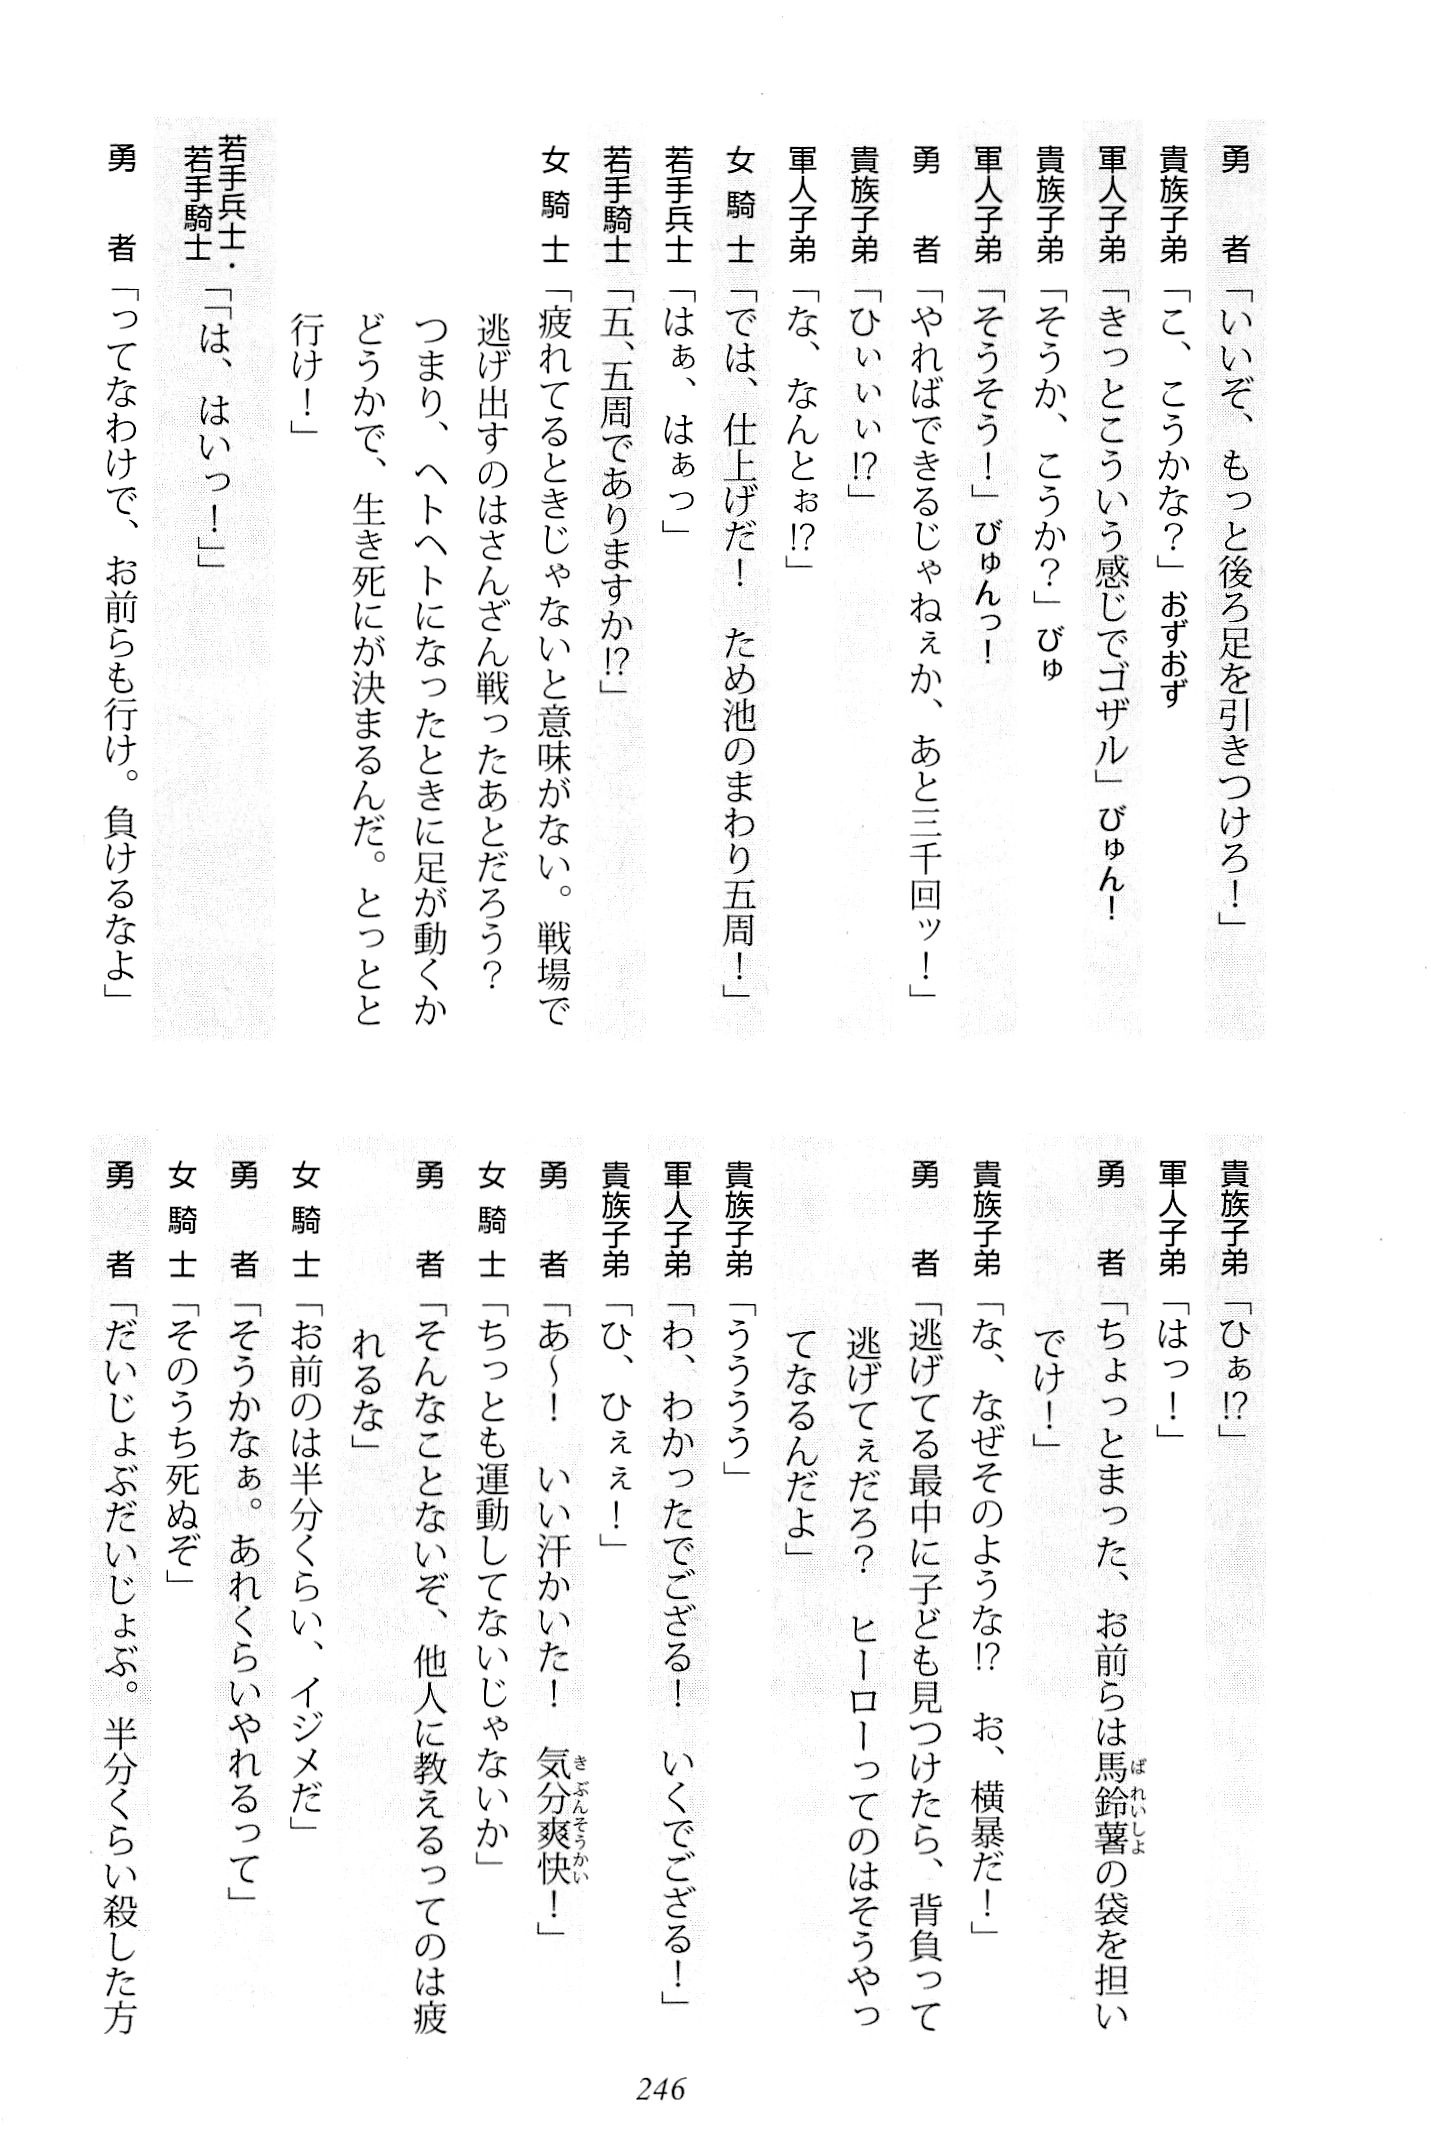 勇者「いいぞ、もっと後ろ足を引きつけろ！」
貴族子弟「こ、こうかな？」おずおず
軍人子弟「きっとこういう感じでゴザル」びゅん！
貴族子弟「そうか、こうか？」びゅ
軍人子弟「そうそう！」びゅんっ！
勇者「やればできるじゃねぇか、あと三千回ッ！」
貴族子弟「ひぃぃぃ!?」
軍人子弟「な、なんとぉ!?」
女騎士「では、仕上げだ！　ため池のまわり五周！」
若手兵士「はぁ、はぁっ」
若手騎士「五、五周でありますか!?」
女騎士「疲れてるときじゃないと意味がない。戦場で
逃げ出すのはさんざん戦ったあとだろう？
つまり、ヘトヘトになったときに足が動くか
どうかで、生き死にが決まるんだ。とっとと
行け！」
若手兵士・
若手騎士「「は、はいっ！」」
勇者「ってなわけで、お前らも行け。負けるなよ」
貴族子弟「ひぁ!?」
軍人子弟「はっ！」
勇者「ちょっとまった、お前らは馬鈴薯の袋を担い
ばれいしよ
でけ！」
貴族子弟「な、なぜそのような!?　お、横暴だ！」
勇者「逃げてる最中に子ども見つけたら、背負って
逃げてぇだろ？　ヒーローってのはそうやっ
てなるんだよ」
貴族子弟「うううう」
軍人子弟「わ、わかったでござる！　いくでござる！」
貴族子弟「ひ、ひぇぇ！」
勇者「あ〜！　いい汗かいた！　気分爽快！」
きぶんそうかい
女騎士「ちっとも運動してないじゃないか」
勇者「そんなことないぞ、他人に教えるってのは疲
れるな」
女騎士「お前のは半分くらい、イジメだ」
勇者「そうかなぁ。あれくらいやれるって」
女騎士「そのうち死ぬぞ」
勇者「だいじょぶだいじょぶ。半分くらい殺した方
246